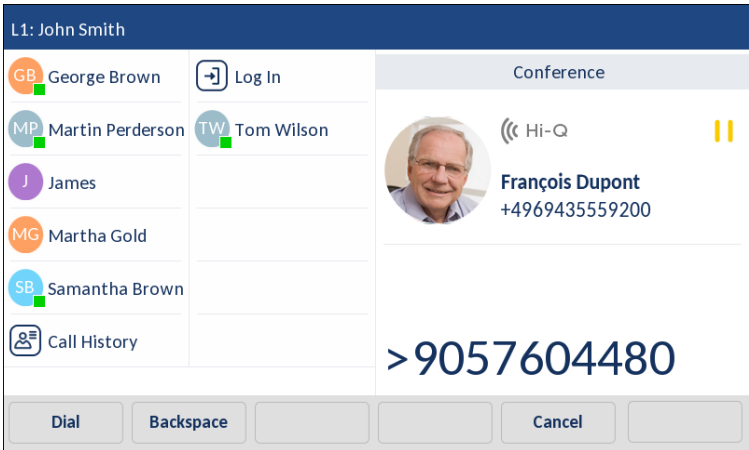 L1: John Smith
GB George Brown
MP Martin Perderson
J James
MG Martha Gold
SB Samantha Brown
Call History
Log In
TW Tom Wilson
Conference
Hi-Q
François Dupont
+4969435559200
>9057604480
Dial
Backspace
Cancel